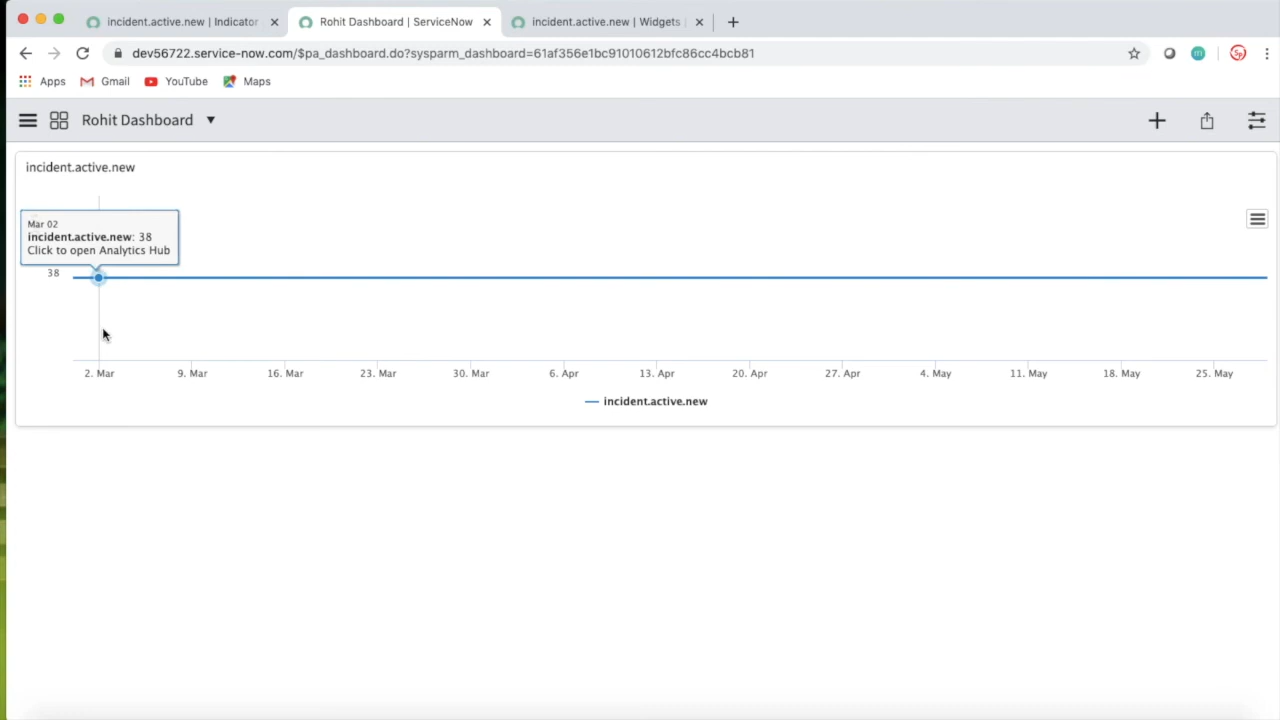 incident.active.new | Indicator
Rohit Dashboard | ServiceNow
incident.active.new | Widgets |
dev56722.service-now.com/$pa_dashboard.do?sysparm_dashboard=61af356e1bc91010612bfc86cc4bcb81
Apps Gmail YouTube Maps
Rohit Dashboard
incident.active.new
Mar 02
incident.active.new: 38
Click to open Analytics Hub
38
2. Mar 9. Mar 16. Mar 23. Mar 30. Mar 6. Apr 13. Apr 20. Apr 27. Apr 4. May 11. May 18. May 25. May
incident.active.new